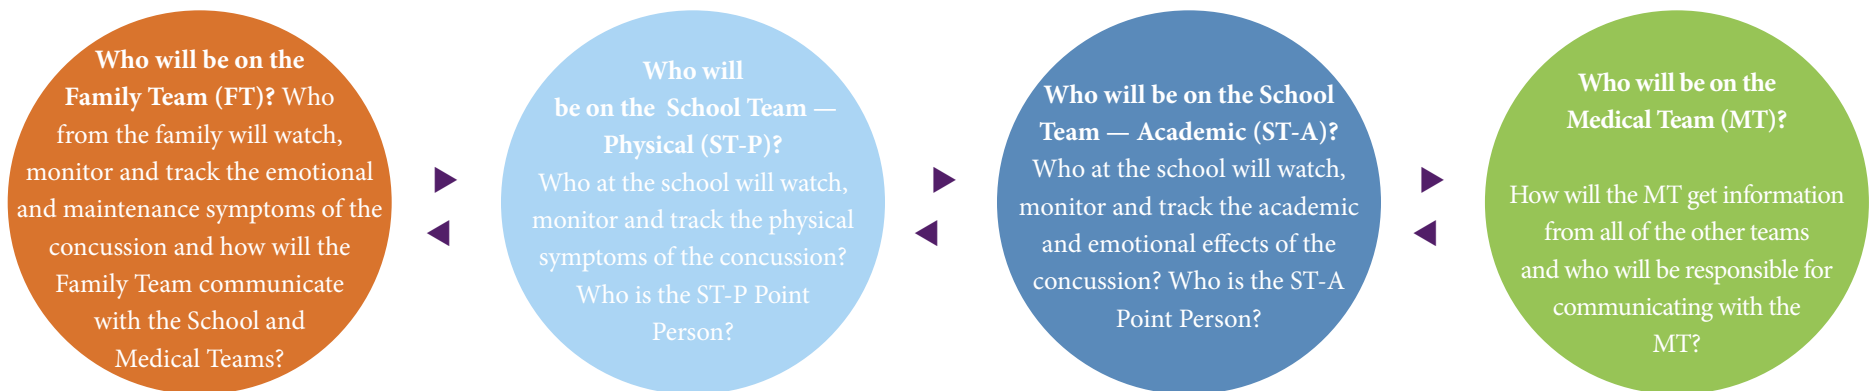 Who will be on the
Family Team (FT)? Who
from the family will watch,
monitor and track the emotional
and maintenance symptoms of the
concussion and how will the
Family Team communicate
with the School and
Medical Teams?
Who will
be on the School Team —
Physical (ST-P)?
Who at the school will watch,
monitor and track the physical
symptoms of the concussion?
Who is the ST-P Point
Person?
Who will be on the School
Team — Academic (ST-A)?
Who at the school will watch,
monitor and track the academic
and emotional effects of the
concussion? Who is the ST-A
Point Person?
Who will be on the
Medical Team (MT)?
How will the MT get information
from all of the other teams
and who will be responsible for
communicating with the
MT?